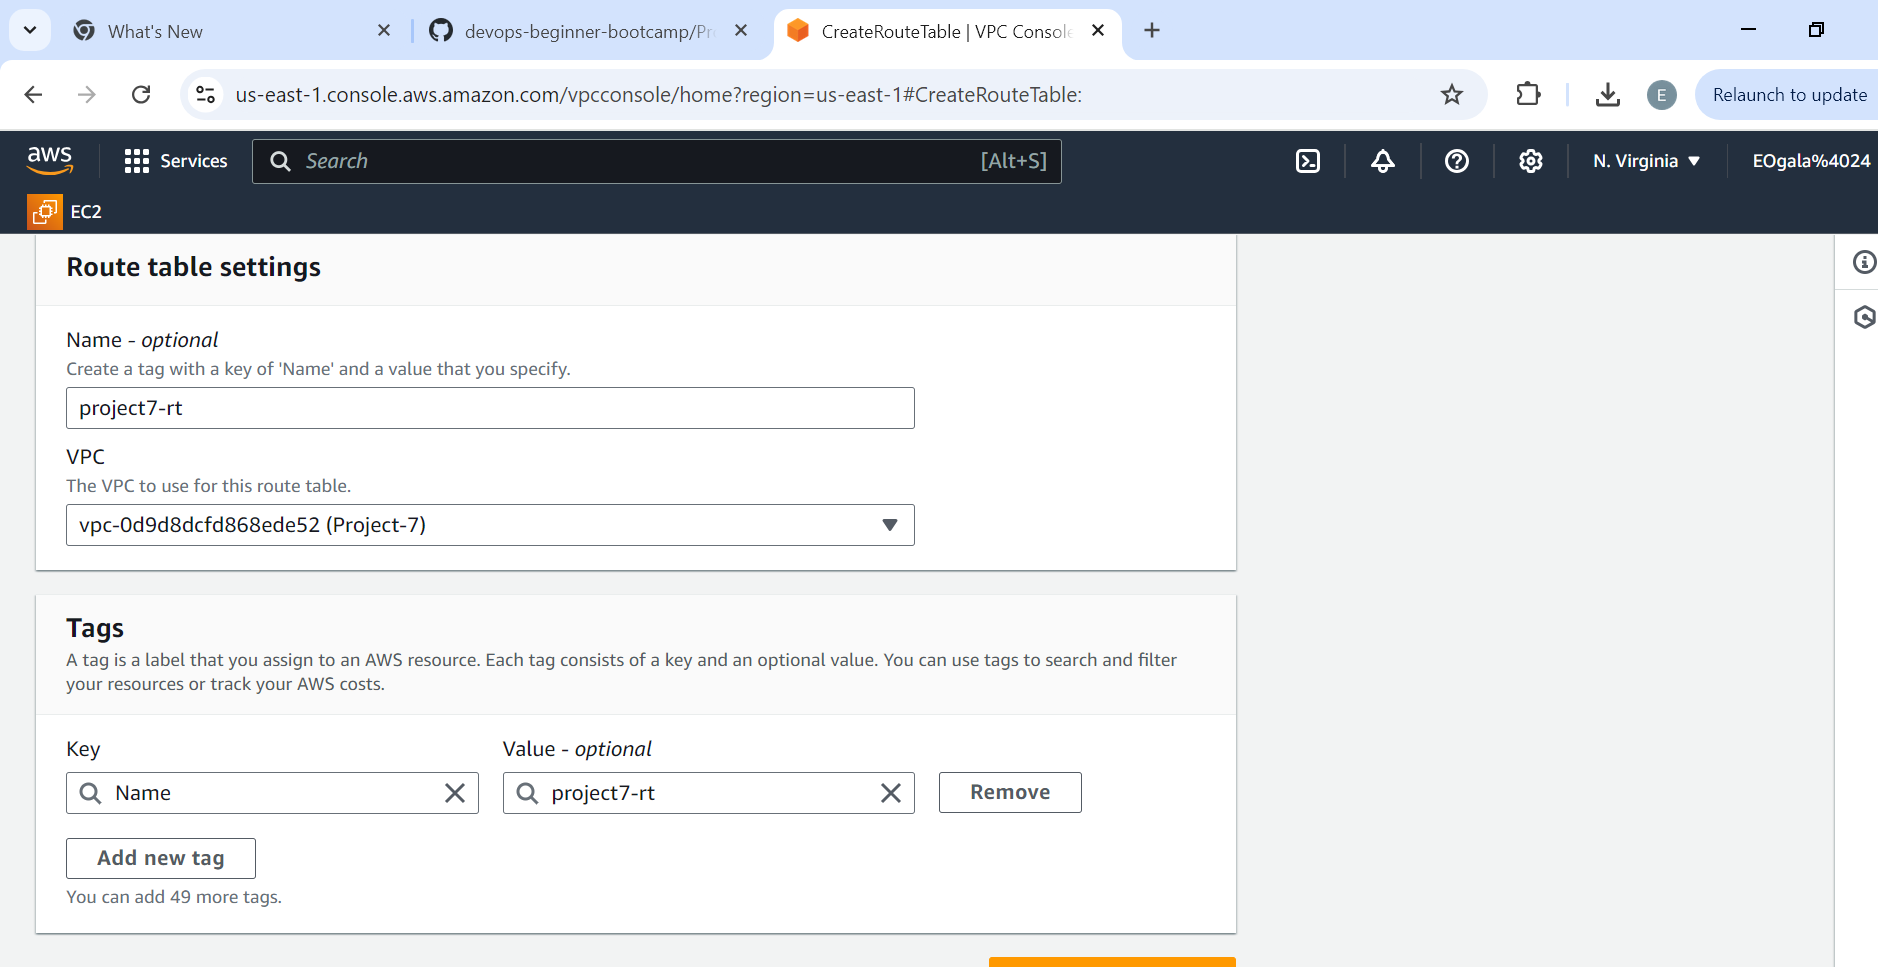 What's New
devops-beginner-bootcamp/Pr
CreateRouteTable | VPC Console
us-east-1.console.aws.amazon.com/vpcconsole/home?region=us-east-1#CreateRouteTable:
E
Relaunch to update
aws
Services
Search
[Alt+S]
N. Virginia
EOgala%4024
EC2
Route table settings
Name - optional
Create a tag with a key of 'Name' and a value that you specify.
project7-rt
VPC
The VPC to use for this route table.
vpc-0d9d8dcfd868ede52 (Project-7)
Tags
A tag is a label that you assign to an AWS resource. Each tag consists of a key and an optional value. You can use tags to search and filter
your resources or track your AWS costs.
Key
Value - optional
Name
project7-rt
Remove
Add new tag
You can add 49 more tags.